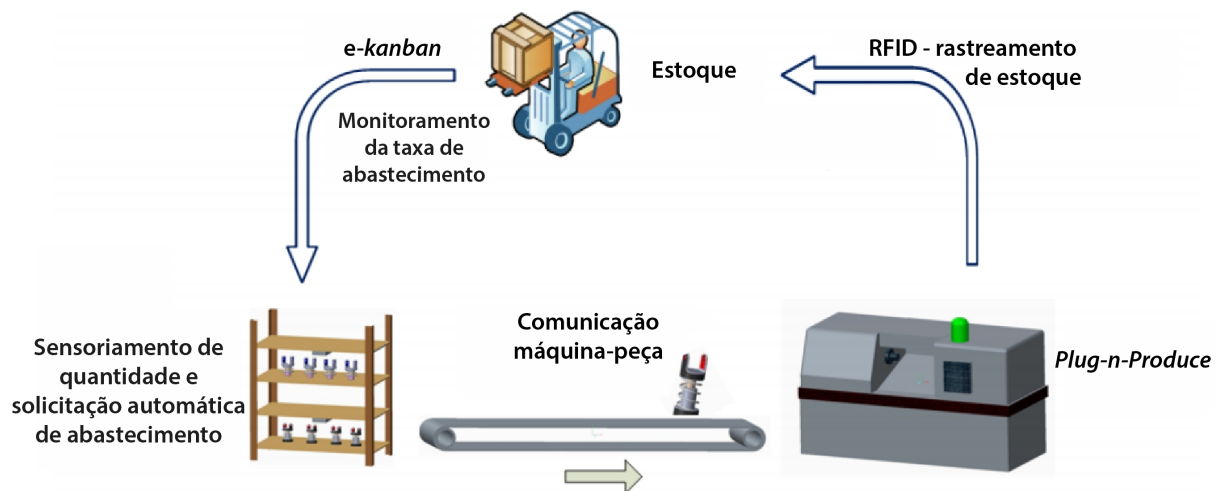 e-kanban
Monitoramento
da taxa de
abastecimento
Estoque
RFID - rastreamento
de estoque
Sensoriamento de
quantidade e
solicitação automática
de abastecimento
Comunicação
máquina-peça
Plug-n-Produce